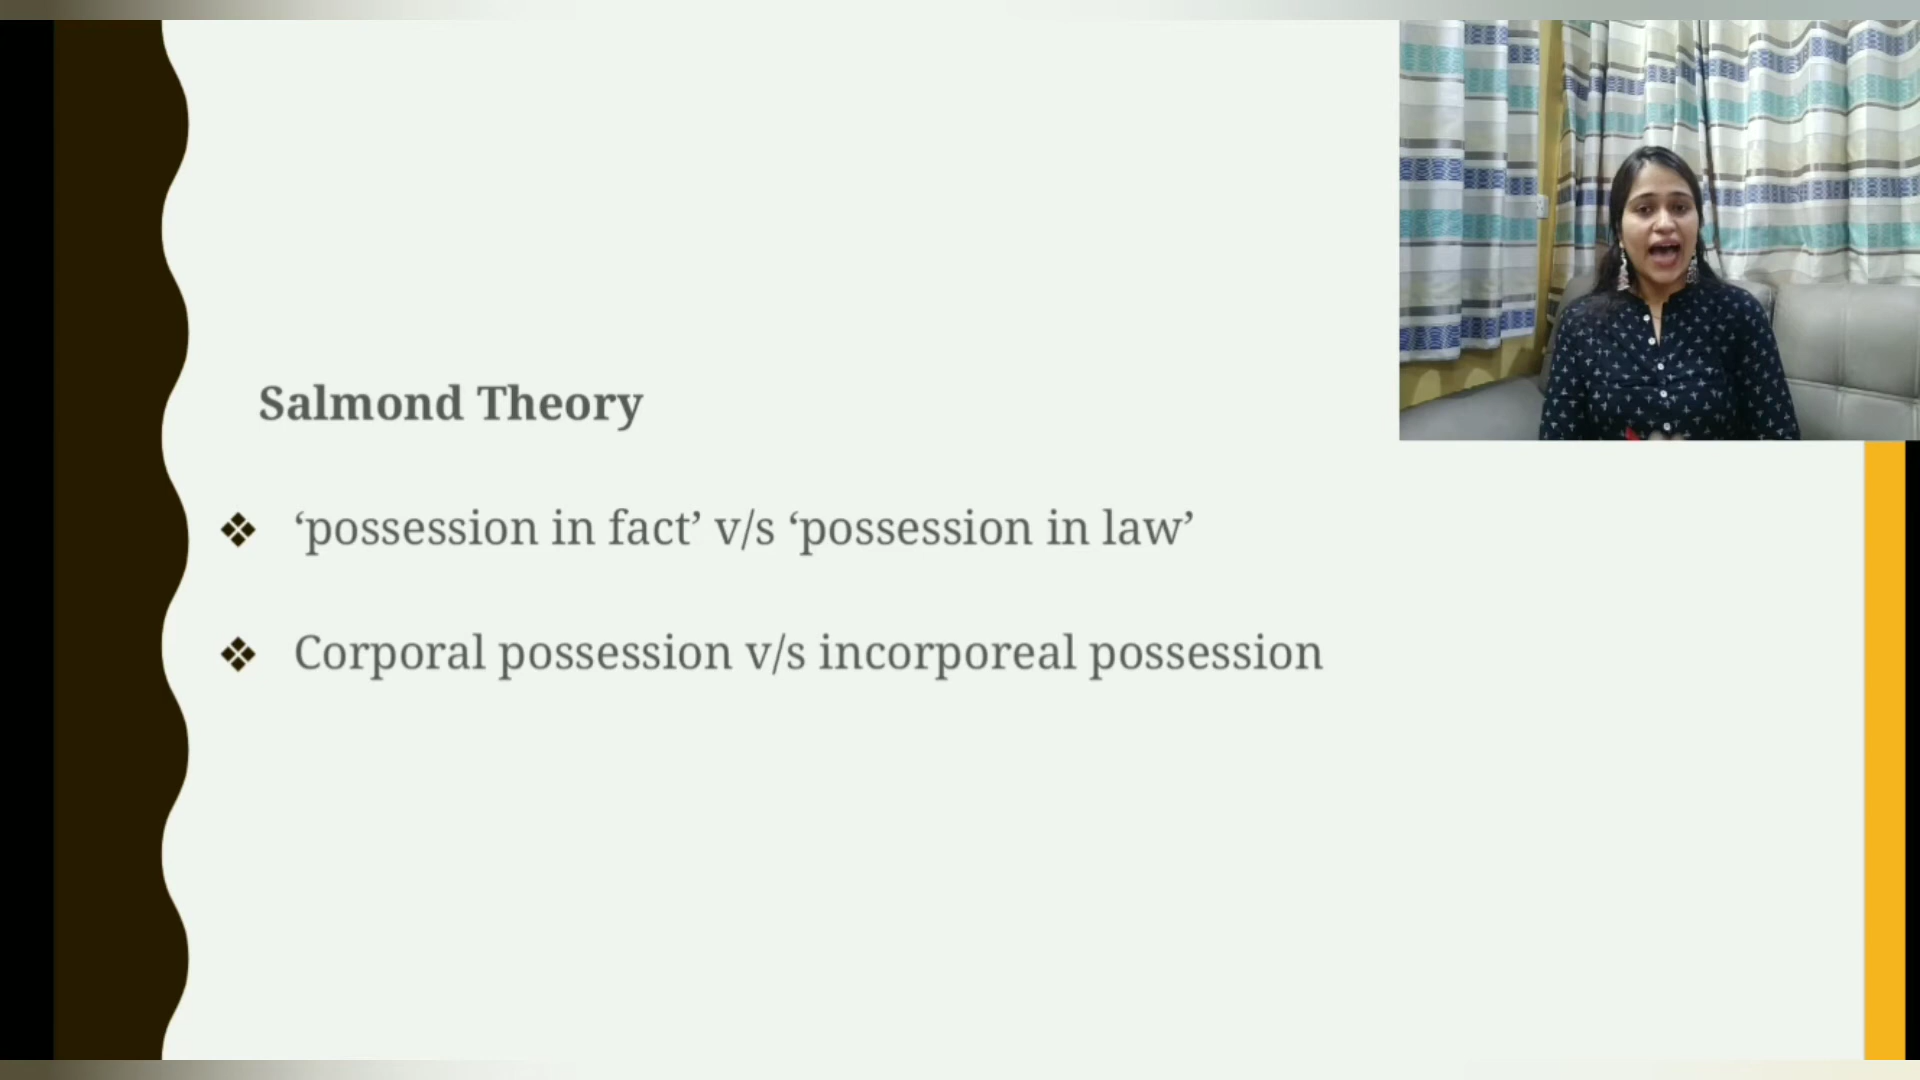 Salmond Theory
❖ ‘possession in fact’ v/s ‘possession in law’
❖ Corporal possession v/s incorporeal possession